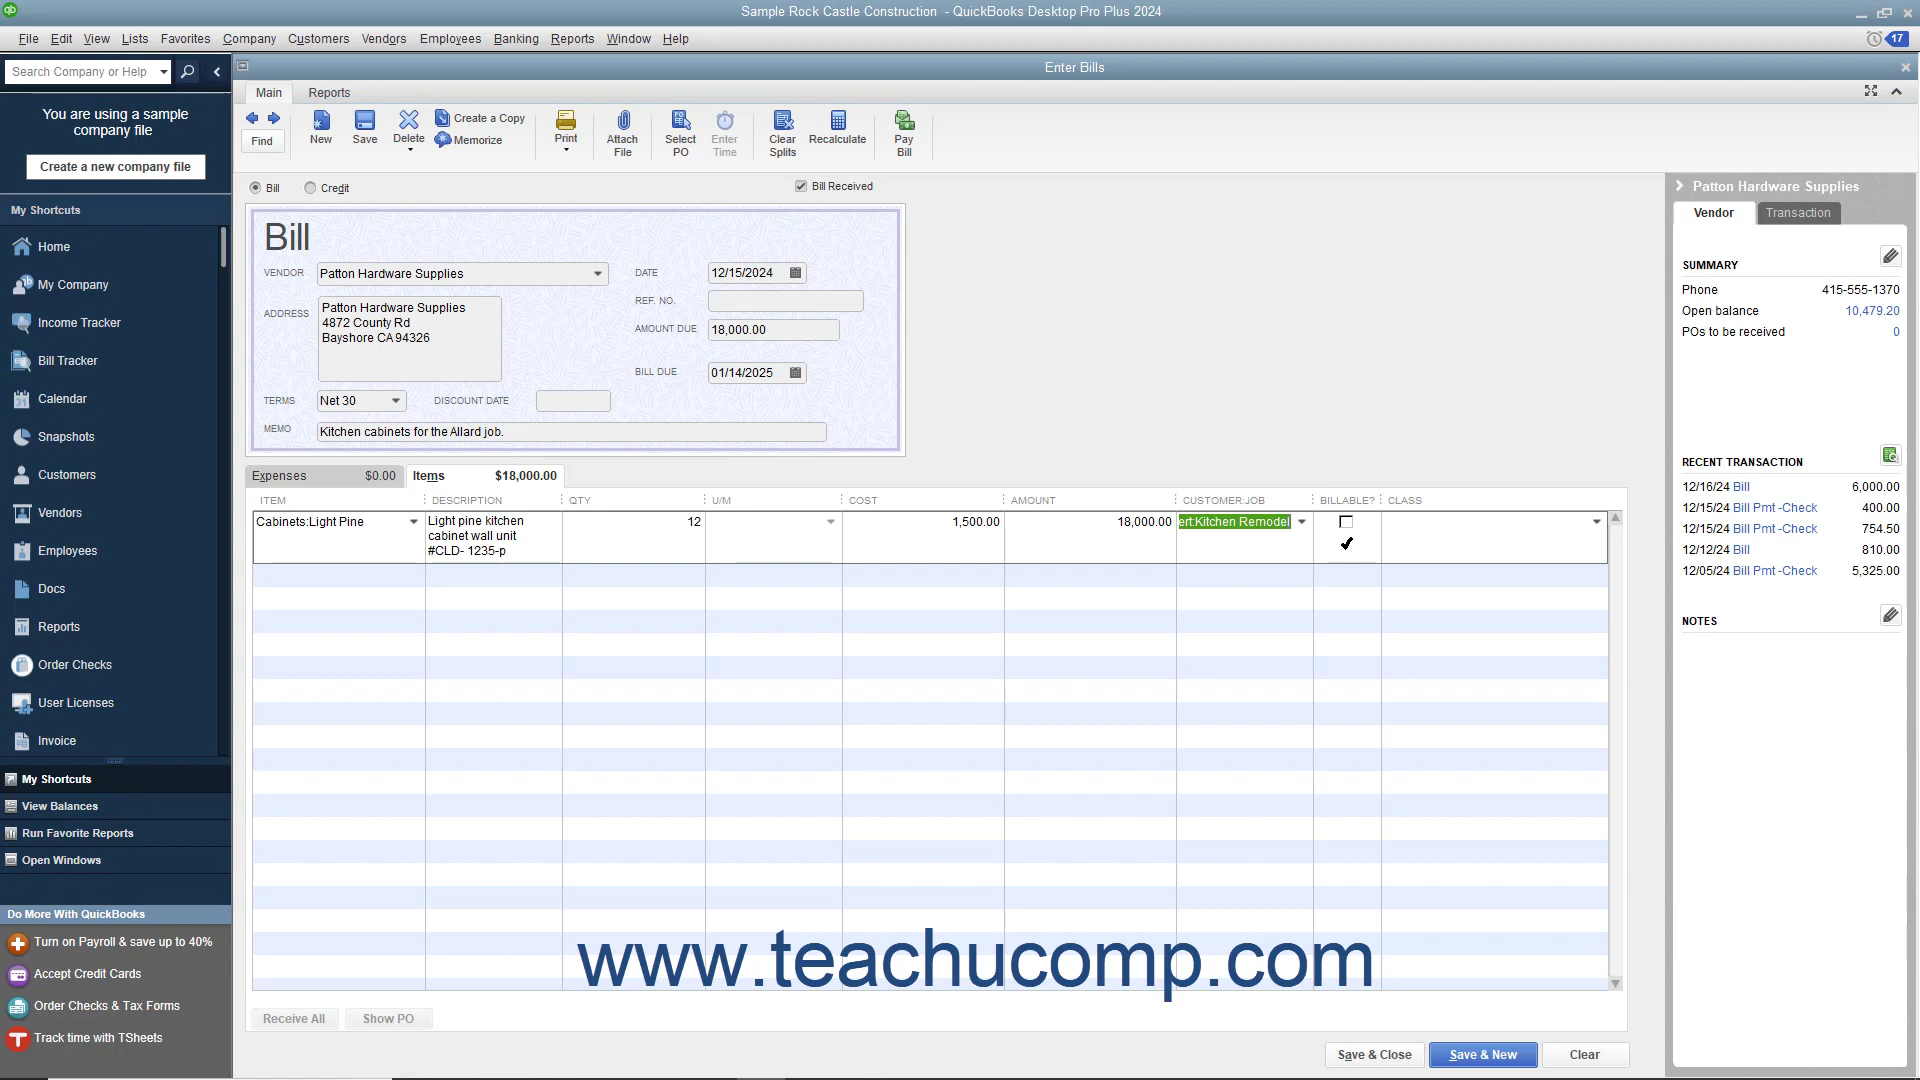 Sample Rock Castle Construction - QuickBooks Desktop Pro Plus 2024
File Edit View Lists Favorites Company Customers Vendors Employees Banking Reports Window Help
17
Search Company or Help
Enter Bills
You are using a sample
company file
Create a new company file
My Shortcuts
Home
My Company
Income Tracker
Bill Tracker
Calendar
Snapshots
Customers
Vendors
Employees
Docs
Reports
Order Checks
User Licenses
Invoice
My Shortcuts
View Balances
Run Favorite Reports
Open Windows
Do More With QuickBooks
Turn on Payroll & save up to 40%
Accept Credit Cards
Order Checks & Tax Forms
Track time with TSheets
Main Reports
Find
New
Save
Delete
Create a Copy
Memorize
Print
Attach
File
Select
PO
Enter
Time
Clear
Splits
Recalculate
Pay
Bill
Bill Credit Bill Received
Bill
VENDOR Patton Hardware Supplies
DATE 12/15/2024
ADDRESS Patton Hardware Supplies
4872 County Rd
Bayshore CA 94326
REF. NO.
AMOUNT DUE 18,000.00
BILL DUE 01/14/2025
TERMS Net 30 DISCOUNT DATE
MEMO Kitchen cabinets for the Allard job.
Expenses $0.00 Items $18,000.00
ITEM DESCRIPTION QTY U/M COST AMOUNT CUSTOMER:JOB BILLABLE? CLASS
Cabinets:Light Pine Light pine kitchen 12 1,500.00 18,000.00 ert:Kitchen Remodel
cabinet wall unit
#CLD- 1235-p
www.teachucomp.com
Receive All Show PO
Save & Close Save & New Clear
Patton Hardware Supplies
Vendor Transaction
SUMMARY
Phone 415-555-1370
Open balance 10,479.20
POs to be received 0
RECENT TRANSACTION
12/16/24 Bill 6,000.00
12/15/24 Bill Pmt -Check 400.00
12/15/24 Bill Pmt -Check 754.50
12/12/24 Bill 810.00
12/05/24 Bill Pmt -Check 5,325.00
NOTES